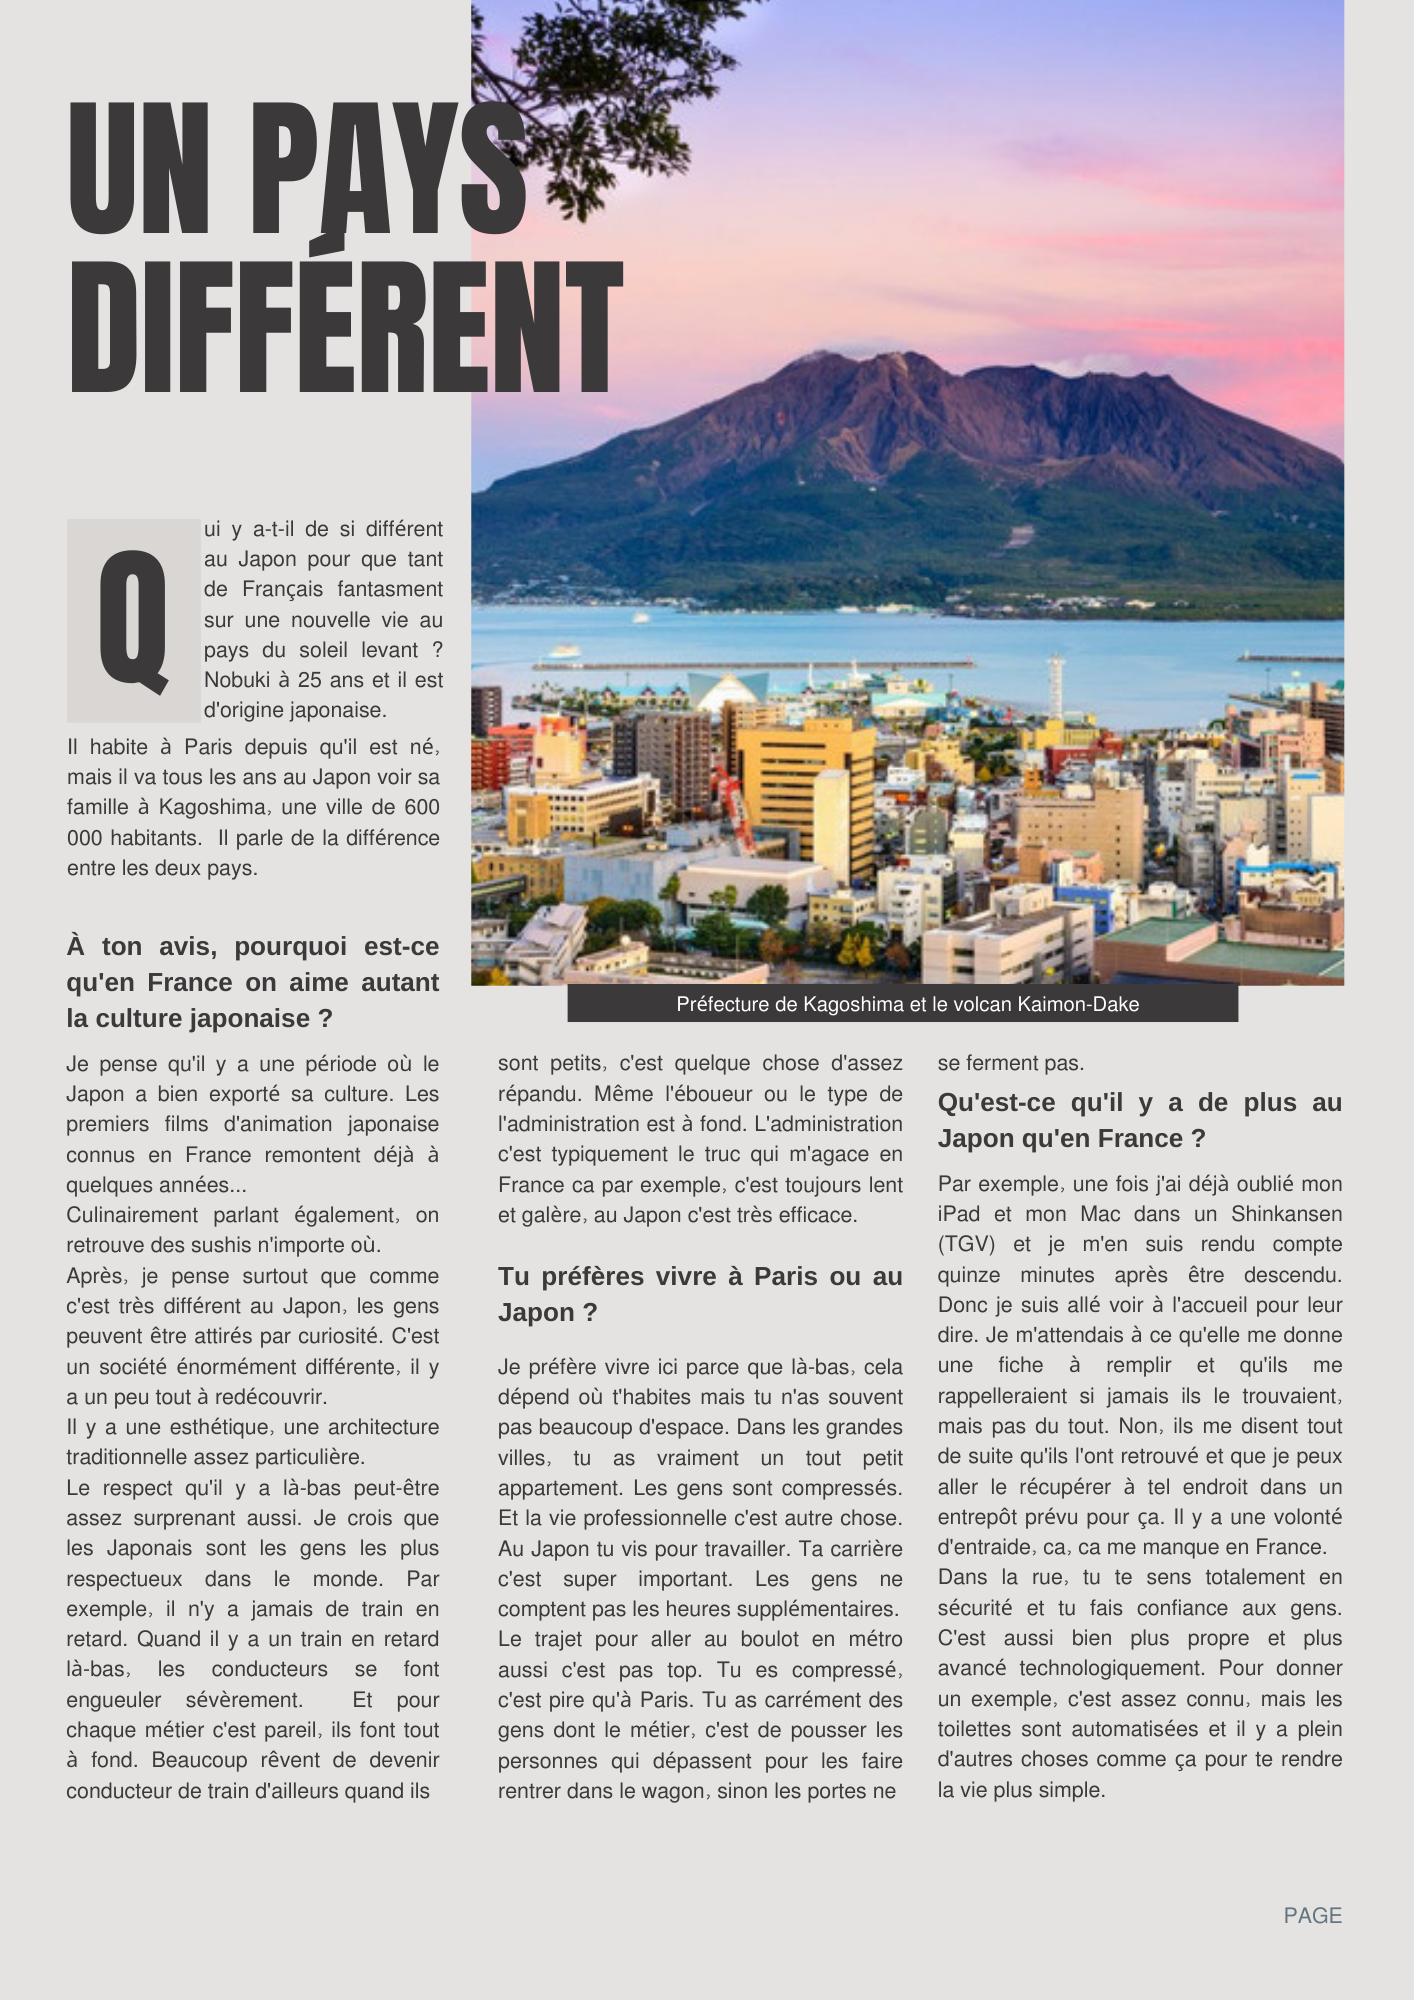 UN PAYS
DIFFÉRENT
Qui y a-t-il de si différent
au Japon pour que tant
de Français fantasment
sur une nouvelle vie au
pays du soleil levant ?
Nobuki à 25 ans et il est
d'origine japonaise.
Il habite à Paris depuis qu'il est né,
mais il va tous les ans au Japon voir sa
famille à Kagoshima, une ville de 600
000 habitants. Il parle de la différence
entre les deux pays.
À ton avis, pourquoi est-ce
qu'en France on aime autant
la culture japonaise ?
Je pense qu'il y a une période où le
Japon a bien exporté sa culture. Les
premiers films d'animation japonaise
connus en France remontent déjà à
quelques années...
Culinairement parlant également, on
retrouve des sushis n'importe où.
Après, je pense surtout que comme
c'est très différent au Japon, les gens
peuvent être attirés par curiosité. C'est
un société énormément différente, il y
a un peu tout à redécouvrir.
Il y a une esthétique, une architecture
traditionnelle assez particulière.
Le respect qu'il y a là-bas peut-être
assez surprenant aussi. Je crois que
les Japonais sont les gens les plus
respectueux dans le monde. Par
exemple, il n'y a jamais de train en
retard. Quand il y a un train en retard
là-bas, les conducteurs se font
engueuler sévèrement. Et pour
chaque métier c'est pareil, ils font tout
à fond. Beaucoup rêvent de devenir
conducteur de train d'ailleurs quand ils
Préfecture de Kagoshima et le volcan Kaimon-Dake
sont petits, c'est quelque chose d'assez
répandu. Même l'éboueur ou le type de
l'administration est à fond. L'administration
c'est typiquement le truc qui m'agace en
France ca par exemple, c'est toujours lent
et galère, au Japon c'est très efficace.
Tu préfères vivre à Paris ou au
Japon ?
Je préfère vivre ici parce que là-bas, cela
dépend où t'habites mais tu n'as souvent
pas beaucoup d'espace. Dans les grandes
villes, tu as vraiment un tout petit
appartement. Les gens sont compressés.
Et la vie professionnelle c'est autre chose.
Au Japon tu vis pour travailler. Ta carrière
c'est super important. Les gens ne
comptent pas les heures supplémentaires.
Le trajet pour aller au boulot en métro
aussi c'est pas top. Tu es compressé,
c'est pire qu'à Paris. Tu as carrément des
gens dont le métier, c'est de pousser les
personnes qui dépassent pour les faire
rentrer dans le wagon, sinon les portes ne
se ferment pas.
Qu'est-ce qu'il y a de plus au
Japon qu'en France ?
Par exemple, une fois j'ai déjà oublié mon
iPad et mon Mac dans un Shinkansen
(TGV) et je m'en suis rendu compte
quinze minutes après être descendu.
Donc je suis allé voir à l'accueil pour leur
dire. Je m'attendais à ce qu'elle me donne
une fiche à remplir et qu'ils me
rappelleraient si jamais ils le trouvaient,
mais pas du tout. Non, ils me disent tout
de suite qu'ils l'ont retrouvé et que je peux
aller le récupérer à tel endroit dans un
entrepôt prévu pour ça. Il y a une volonté
d'entraide, ca, ca me manque en France.
Dans la rue, tu te sens totalement en
sécurité et tu fais confiance aux gens.
C'est aussi bien plus propre et plus
avancé technologiquement. Pour donner
un exemple, c'est assez connu, mais les
toilettes sont automatisées et il y a plein
d'autres choses comme ça pour te rendre
la vie plus simple.
PAGE